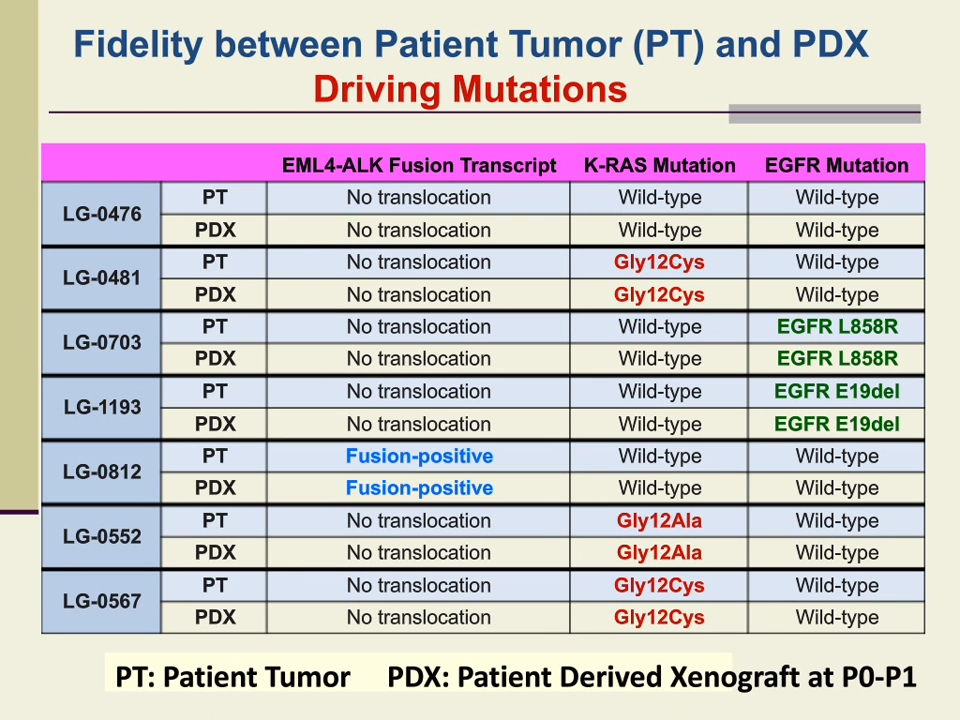 Fidelity between Patient Tumor (PT) and PDX
Driving Mutations
EML4-ALK Fusion Transcript K-RAS Mutation EGFR Mutation
LG-0476 PT No translocation Wild-type Wild-type
PDX No translocation Wild-type Wild-type
LG-0481 PT No translocation Gly12Cys Wild-type
PDX No translocation Gly12Cys Wild-type
LG-0703 PT No translocation Wild-type EGFR L858R
PDX No translocation Wild-type EGFR L858R
LG-1193 PT No translocation Wild-type EGFR E19del
PDX No translocation Wild-type EGFR E19del
LG-0812 PT Fusion-positive Wild-type Wild-type
PDX Fusion-positive Wild-type Wild-type
LG-0552 PT No translocation Gly12Ala Wild-type
PDX No translocation Gly12Ala Wild-type
LG-0567 PT No translocation Gly12Cys Wild-type
PDX No translocation Gly12Cys Wild-type
PT: Patient Tumor PDX: Patient Derived Xenograft at P0-P1